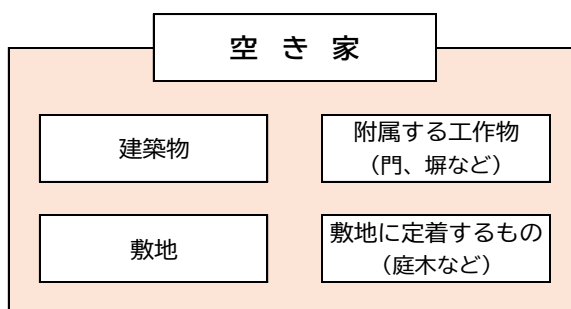 空き家
建築物
附属する工作物
（門、塀など）
敷地
敷地に定着するもの
（庭木など）